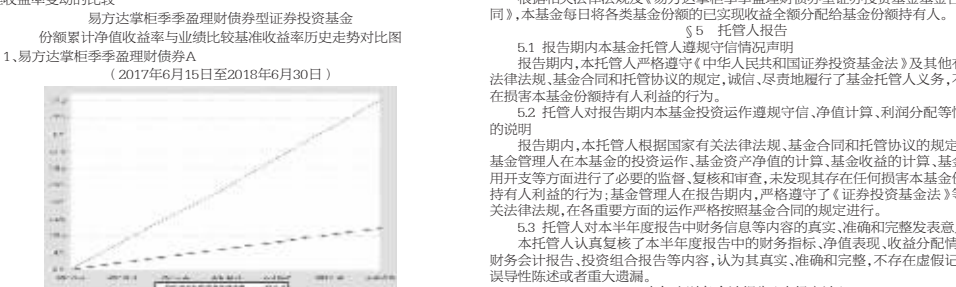 收益率变动的比较
易方达掌柜季季盈理财债券型证券投资基金
份额累计净值收益率与业绩比较基准收益率历史走势对比图
1、易方达掌柜季季盈理财债券A
（2017年6月15日至2018年6月30日）
同》,本基金每日将各类基金份额的已实现收益全额分配给基金份额持有人。
§5 托管人报告
5.1 报告期内本基金托管人遵规守信情况声明
报告期内,本托管人严格遵守《中华人民共和国证券投资基金法》及其他有
法律法规、基金合同和托管协议的规定,诚信、尽责地履行了基金托管人义务,不
在损害本基金份额持有人利益的行为。
5.2 托管人对报告期内本基金投资运作遵规守信、净值计算、利润分配等情
的说明
报告期内,本托管人根据国家有关法律法规、基金合同和托管协议的规定
基金管理人在本基金的投资运作、基金资产净值的计算、基金收益的计算、基金
用开支等方面进行了必要的监督、复核和审查,未发现其存在任何损害本基金份
持有人利益的行为;基金管理人在报告期内,严格遵守了《证券投资基金法》等
关法律法规,在各重要方面的运作严格按照基金合同的规定进行。
5.3 托管人对本半年度报告中财务信息等内容的真实、准确和完整发表意
本托管人认真复核了本半年度报告中的财务指标、净值表现、收益分配情
财务会计报告、投资组合报告等内容,认为其真实、准确和完整,不存在虚假记
误导性陈述或者重大遗漏。